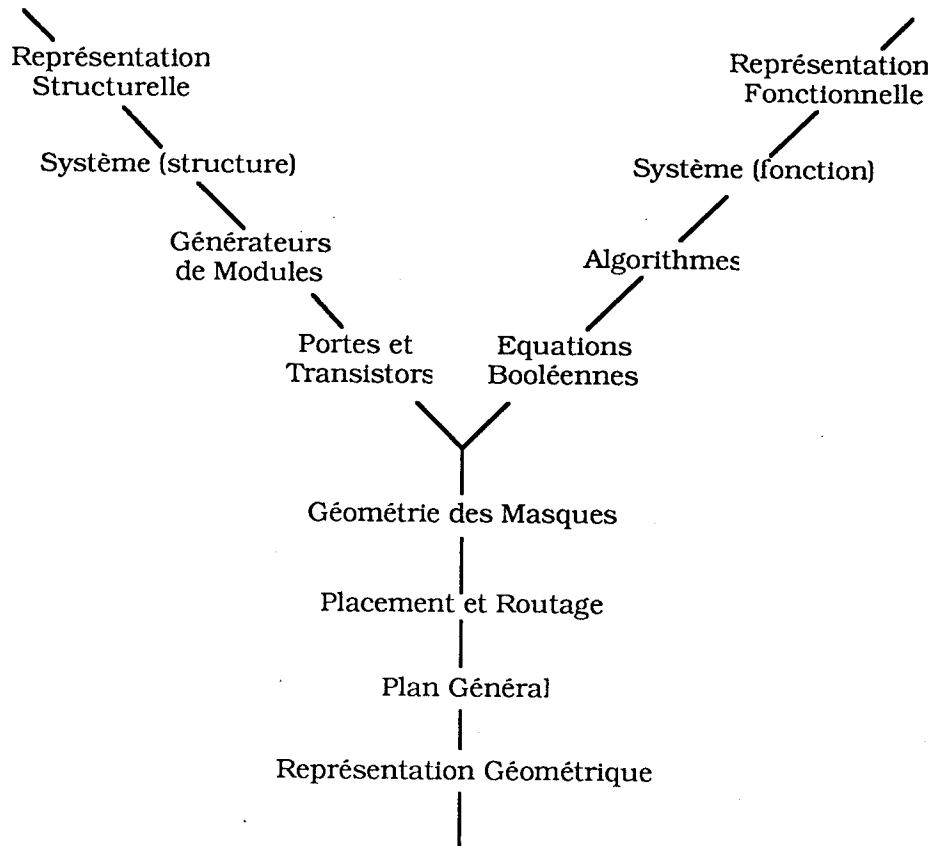 Représentation
Structurelle
Système (structure)
Générateurs
de Modules
Portes et
Transistors
Représentation
Fonctionnelle
Système (fonction)
Algorithmes
Equations
Booléennes
Géométrie des Masques
Placement et Routage
Plan Général
Représentation Géométrique